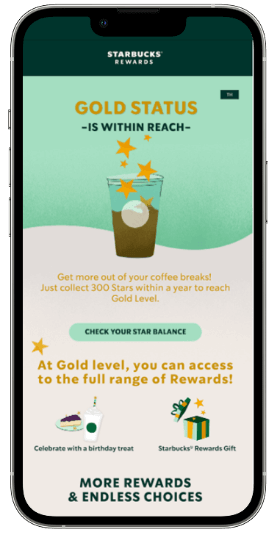 STARBUCKS®
REWARDS
GOLD STATUS
–IS WITHIN REACH–
Get more out of your coffee breaks!
Just collect 300 Stars within a year to reach
Gold Level.
CHECK YOUR STAR BALANCE
At Gold level, you can access
to the full range of Rewards!
Celebrate with a birthday treat
Starbucks® Rewards Gift
MORE REWARDS
& ENDLESS CHOICES